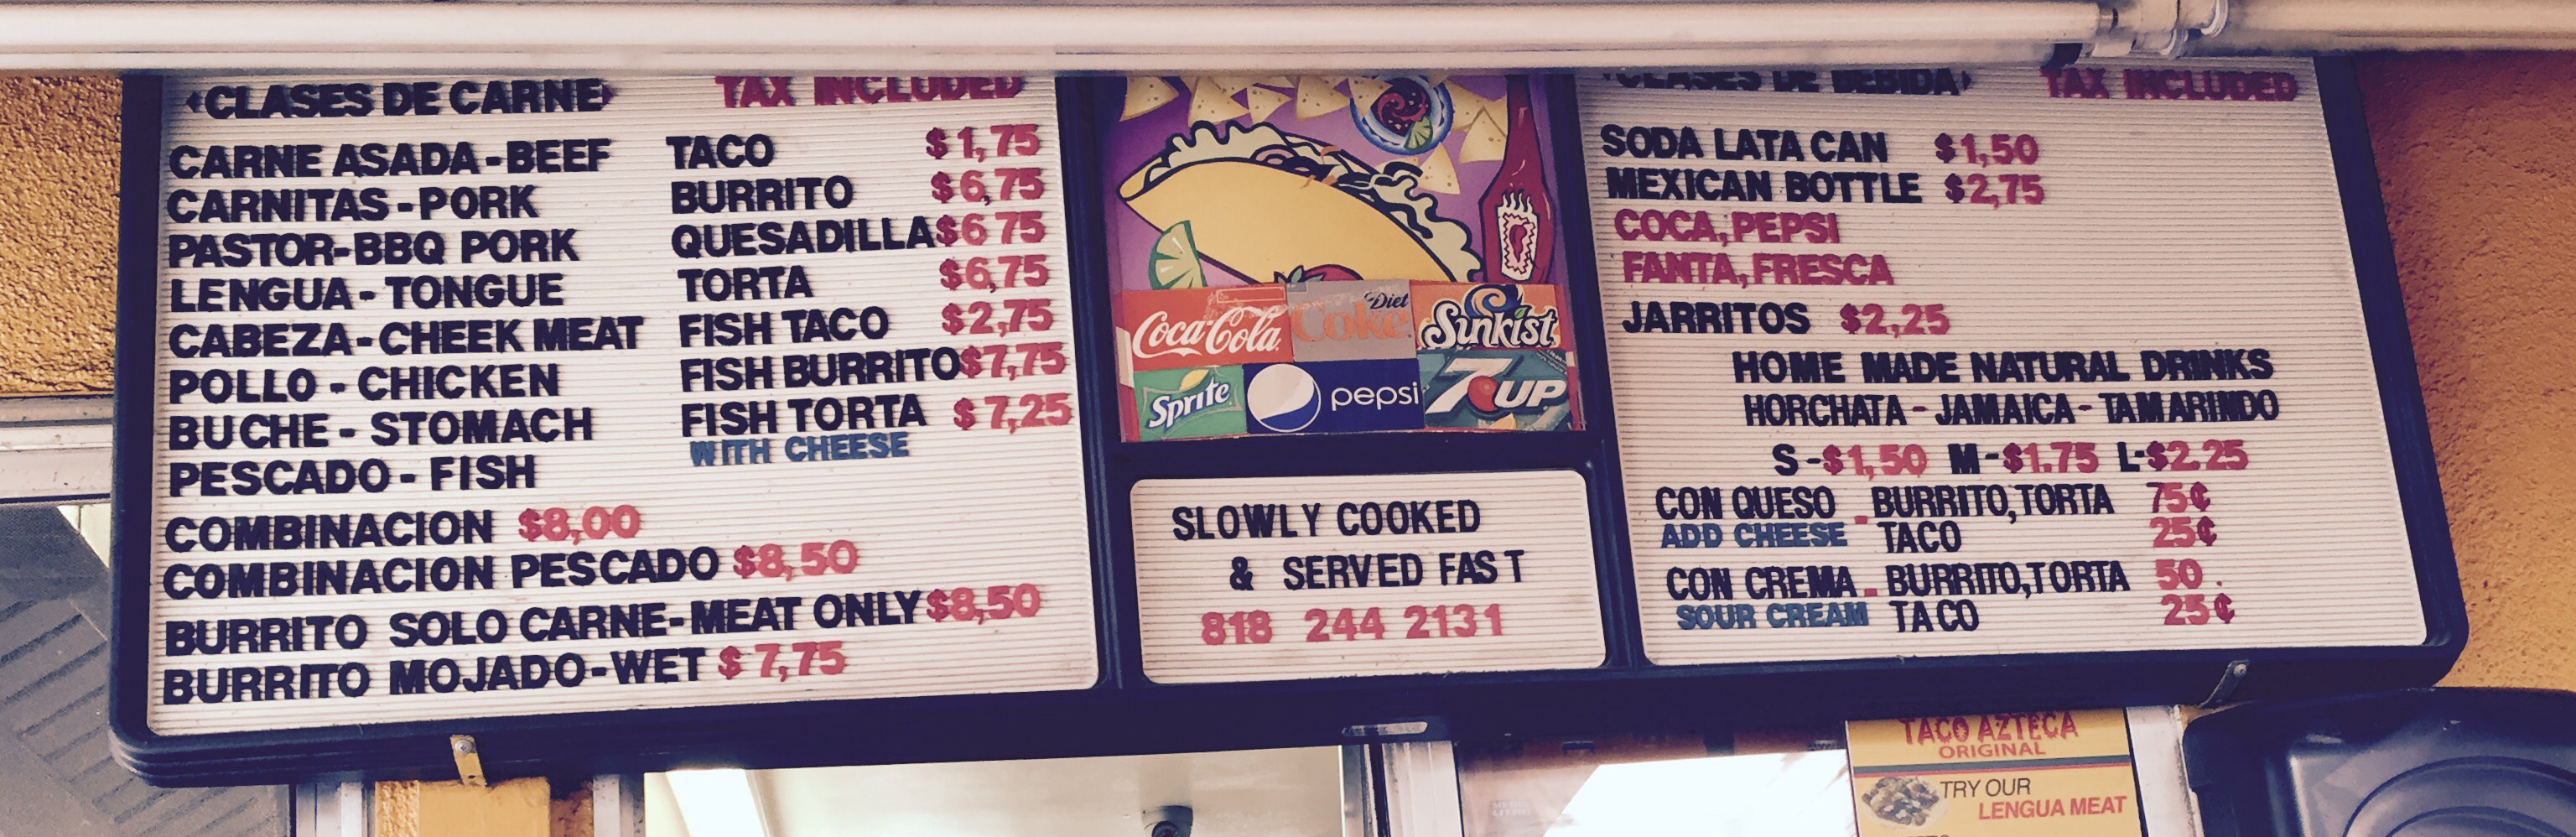 CLASES DE CARNE TAX INCLUDED
CARNE ASADA - BEEF
CARNITAS - PORK
PASTOR - BBQ PORK
LENGUA - TONGUE
CABEZA - CHEEK MEAT
POLLO - CHICKEN
BUCHE - STOMACH
PESCADO - FISH
TACO $1,75
BURRITO $6,75
QUESADILLA $6 75
TORTA $6,75
FISH TACO $2,75
FISH BURRITO $7,75
FISH TORTA $7,25
WITH CHEESE
COMBINACION $8,00
COMBINACION PESCADO $8,50
BURRITO SOLO CARNE - MEAT ONLY $8,50
BURRITO MOJADO - WET $7,75
Coca-Cola Diet Coke Sunkist
Sprite pepsi 7UP
SLOWLY COOKED
& SERVED FAST
818 244 2131
CLASES DE BEBIDA TAX INCLUDED
SODA LATA CAN $1,50
MEXICAN BOTTLE $2,75
COCA, PEPSI
FANTA, FRESCA
JARRITOS $2,25
HOME MADE NATURAL DRINKS
HORCHATA - JAMAICA - TAMARINDO
S-$1,50 M-$1.75 L-$2.25
CON QUESO - BURRITO, TORTA 75¢
ADD CHEESE TACO 25¢
CON CREMA - BURRITO, TORTA 50.
SOUR CREAM TACO 25¢
TACO AZTECA
ORIGINAL
TRY OUR
LENGUA MEAT